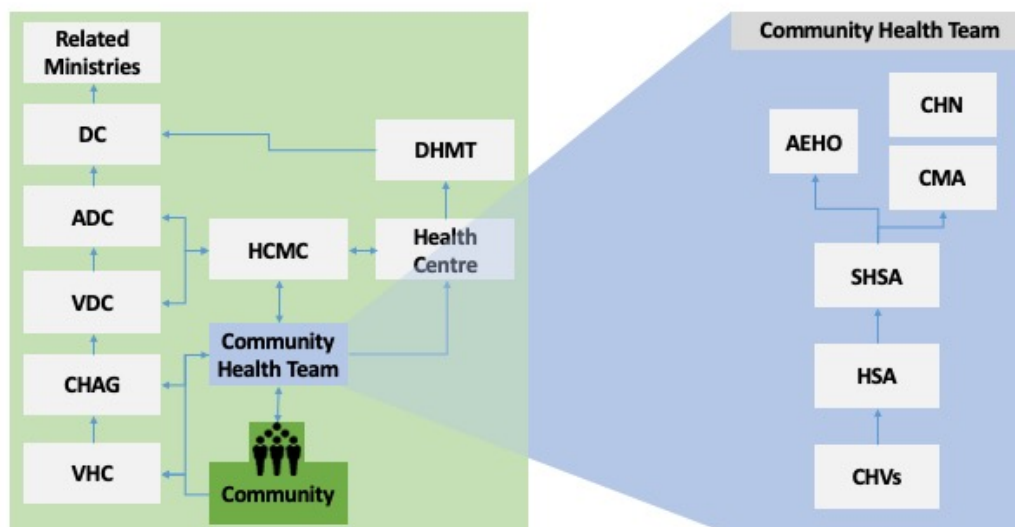 Related
Ministries
DC
ADC
VDC
CHAG
VHC
DHMT
HCMC
Health
Centre
Community
Health Team
Community
Community Health Team
CHN
AEHO
CMA
SHSA
HSA
CHVs